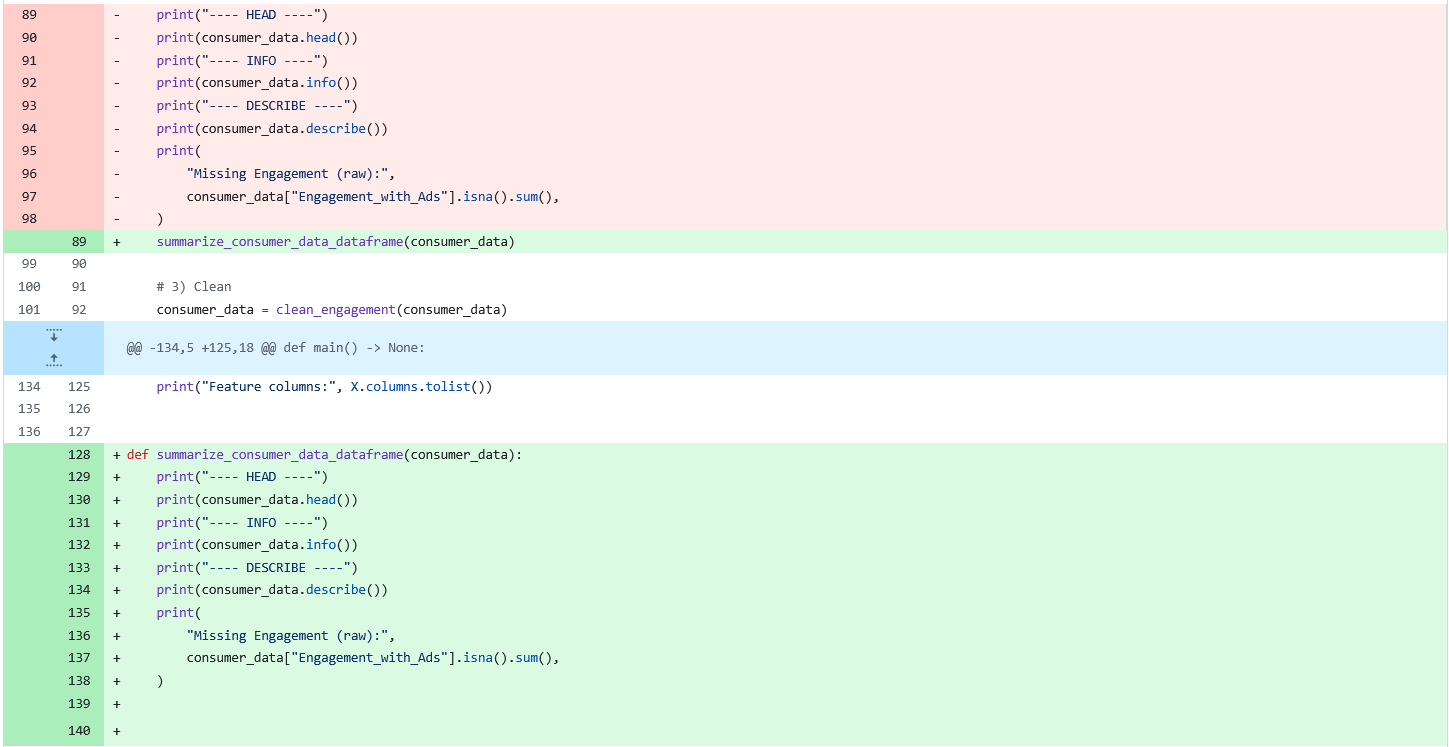 89 -     print("---- HEAD ----")
90 -     print(consumer_data.head())
91 -     print("---- INFO ----")
92 -     print(consumer_data.info())
93 -     print("---- DESCRIBE ----")
94 -     print(consumer_data.describe())
95 -     print(
96 -         "Missing Engagement (raw):",
97 -         consumer_data["Engagement_with_Ads"].isna().sum(),
98 -     )
89 +     summarize_consumer_data_dataframe(consumer_data)
99 90
100 91     # 3) Clean
101 92     consumer_data = clean_engagement(consumer_data)
@@ -134,5 +125,18 @@ def main() -> None:
134 125     print("Feature columns:", X.columns.tolist())
135 126
136 127
128 + def summarize_consumer_data_dataframe(consumer_data):
129 +     print("---- HEAD ----")
130 +     print(consumer_data.head())
131 +     print("---- INFO ----")
132 +     print(consumer_data.info())
133 +     print("---- DESCRIBE ----")
134 +     print(consumer_data.describe())
135 +     print(
136 +         "Missing Engagement (raw):",
137 +         consumer_data["Engagement_with_Ads"].isna().sum(),
138 +     )
139 +
140 +